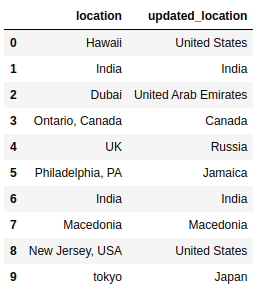 location updated_location
0 Hawaii United States
1 India India
2 Dubai United Arab Emirates
3 Ontario, Canada Canada
4 UK Russia
5 Philadelphia, PA Jamaica
6 India India
7 Macedonia Macedonia
8 New Jersey, USA United States
9 tokyo Japan